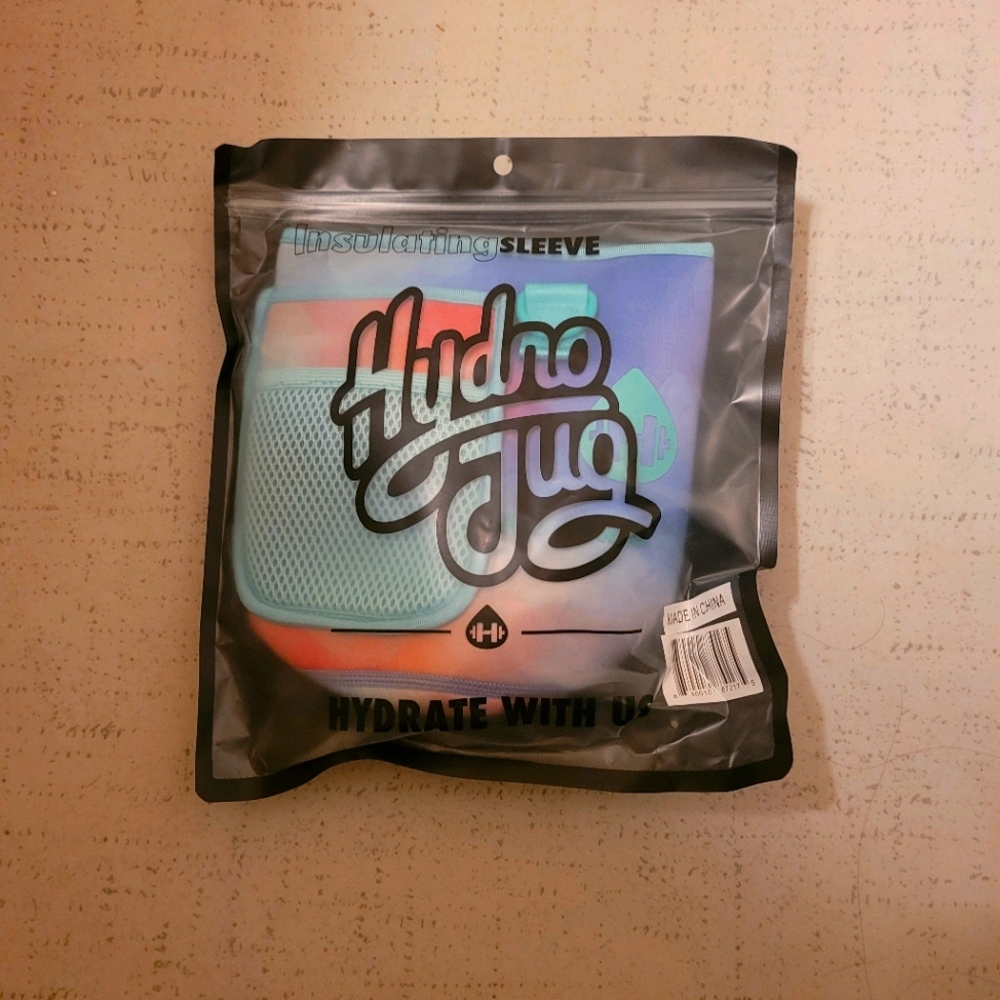 Insulating SLEEVE
Hydro
Jug
H
HYDRATE WITH US
MADE IN CHINA